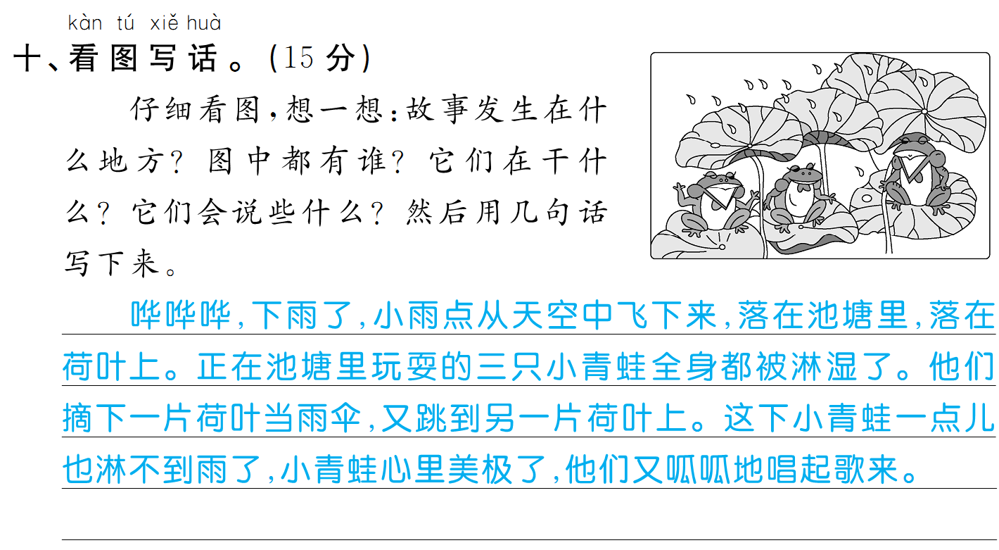 kàn tú xiě huà
十、看图写话。(15分)
仔细看图,想一想:故事发生在什
么地方?图中都有谁?它们在干什
么?它们会说些什么?然后用几句话
写下来。
哗哗哗,下雨了,小雨点从天空中飞下来,落在池塘里,落在
荷叶上。正在池塘里玩耍的三只小青蛙全身都被淋湿了。他们
摘下一片荷叶当雨伞,又跳到另一片荷叶上。这下小青蛙一点儿
也淋不到雨了,小青蛙心里美极了,他们又呱呱地唱起歌来。